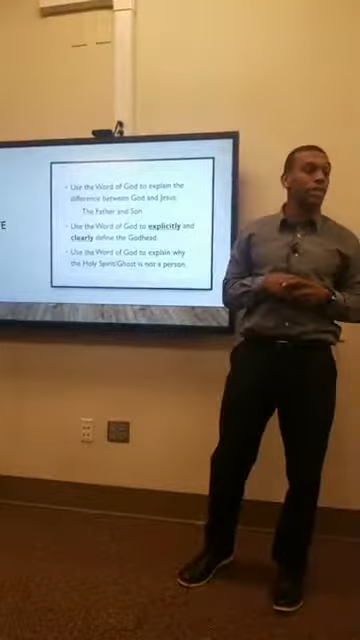 • Use the Word of God to explain the
difference between God and Jesus:
The Father and Son
• Use the Word of God to explicitly and
clearly define the Godhead.
• Use the Word of God to explain why
the Holy Spirit/Ghost is not a person.